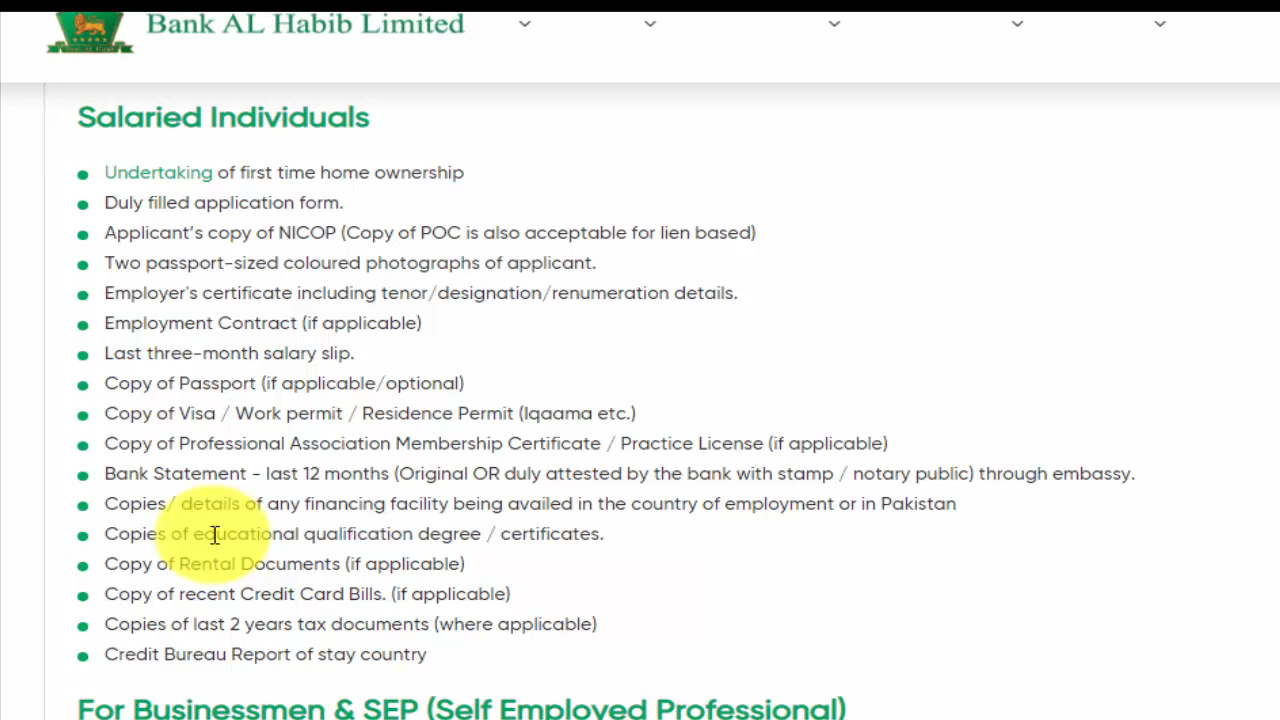 Bank AL Habib Limited
Salaried Individuals
Undertaking of first time home ownership
Duly filled application form.
Applicant's copy of NICOP (Copy of POC is also acceptable for lien based)
Two passport-sized coloured photographs of applicant.
Employer's certificate including tenor/designation/renumeration details.
Employment Contract (if applicable)
Last three-month salary slip.
Copy of Passport (if applicable/optional)
Copy of Visa / Work permit / Residence Permit (Iqaama etc.)
Copy of Professional Association Membership Certificate / Practice License (if applicable)
Bank Statement - last 12 months (Original OR duly attested by the bank with stamp / notary public) through embassy.
Copies/ details of any financing facility being availed in the country of employment or in Pakistan
Copies of educational qualification degree / certificates.
Copy of Rental Documents (if applicable)
Copy of recent Credit Card Bills. (if applicable)
Copies of last 2 years tax documents (where applicable)
Credit Bureau Report of stay country
For Businessmen & SEP (Self Employed Professional)